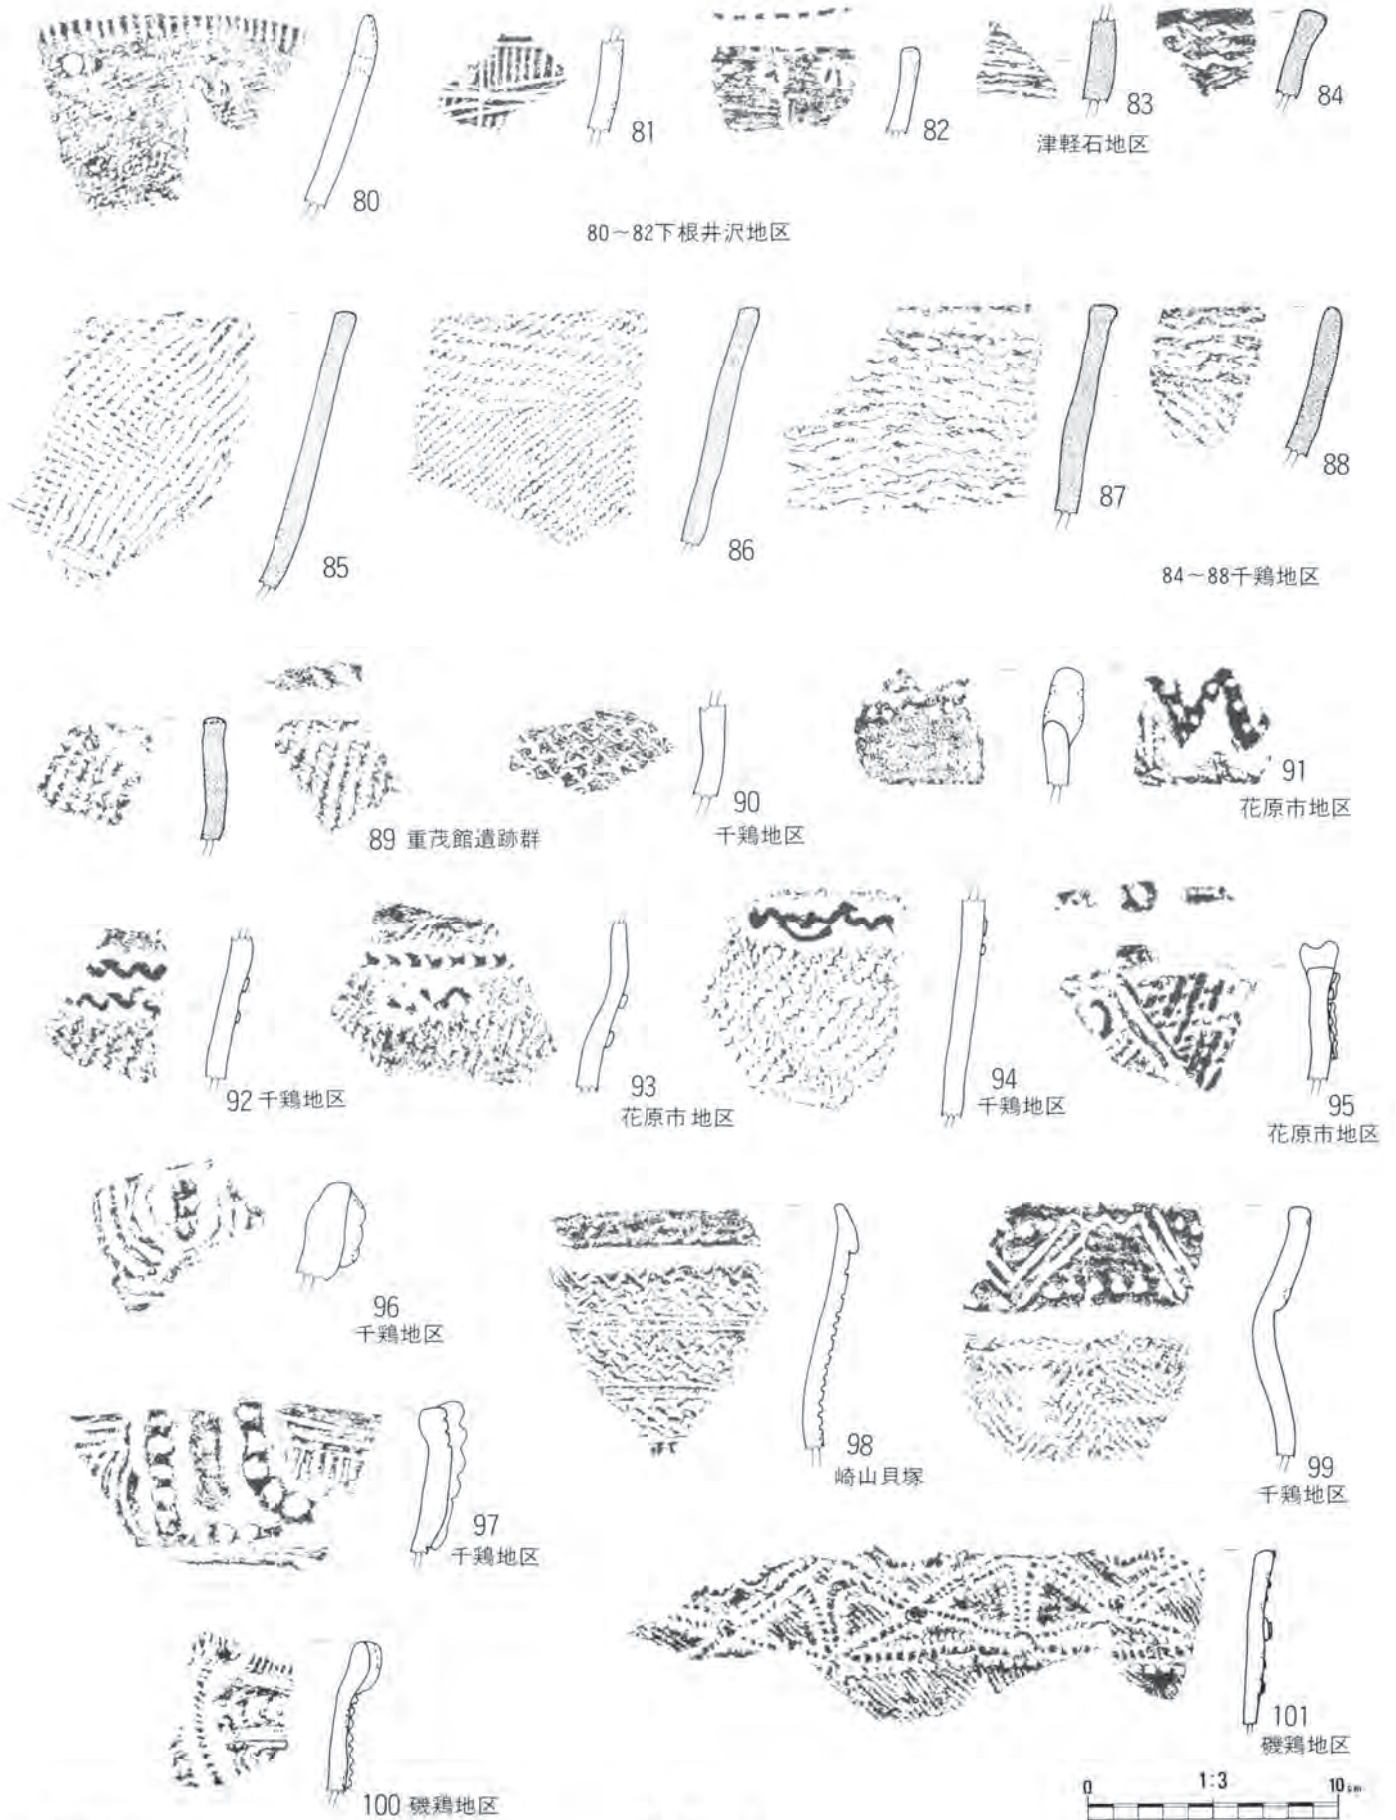 80
81
82
83
津軽石地区
84
80~82下根井沢地区
85
86
87
88
84~88千鶏地区
89 重茂館遺跡群
90
千鶏地区
91
花原市地区
92 千鶏地区
93
花原市地区
94
千鶏地区
95
花原市地区
96
千鶏地区
97
千鶏地区
98
崎山貝塚
99
千鶏地区
100 磯鶏地区
101
磯鶏地区
0 1:3 10cm